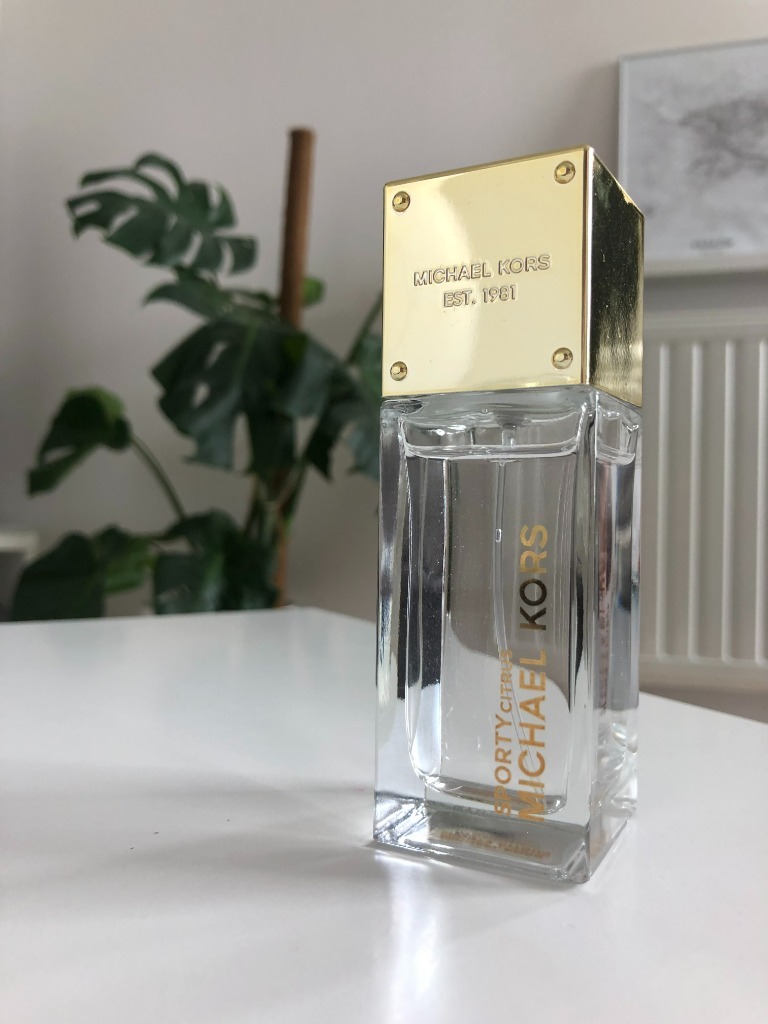 MICHAEL KORS
EST. 1981
SPORTY CITRUS
MICHAEL KORS